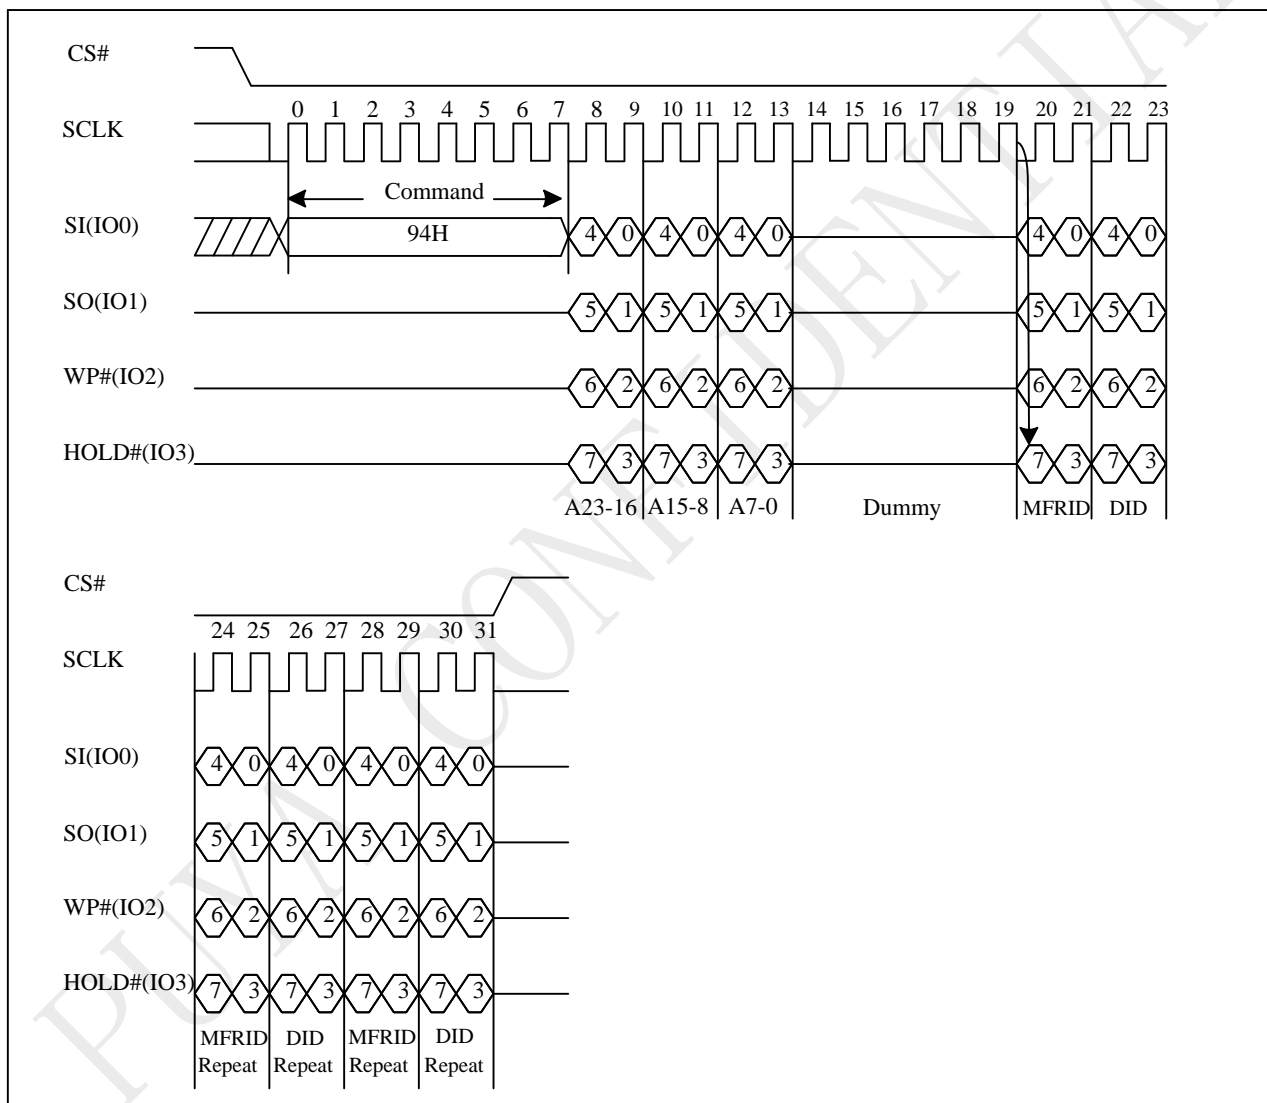 CS#
0 1 2 3 4 5 6 7 8 9 10 11 12 13 14 15 16 17 18 19 20 21 22 23
SCLK
Command
SI(IO0) 94H 4 0 4 0 4 0 4 0 4 0
SO(IO1) 5 1 5 1 5 1 5 1 5 1
WP#(IO2) 6 2 6 2 6 2 6 2 6 2
HOLD#(IO3) 7 3 7 3 7 3 7 3 7 3
A23-16 A15-8 A7-0 Dummy MFRID DID
CS#
24 25 26 27 28 29 30 31
SCLK
SI(IO0) 4 0 4 0 4 0 4 0
SO(IO1) 5 1 5 1 5 1 5 1
WP#(IO2) 6 2 6 2 6 2 6 2
HOLD#(IO3) 7 3 7 3 7 3 7 3
MFRID DID MFRID DID
Repeat Repeat Repeat Repeat
PUYA CONFIDENTIAL